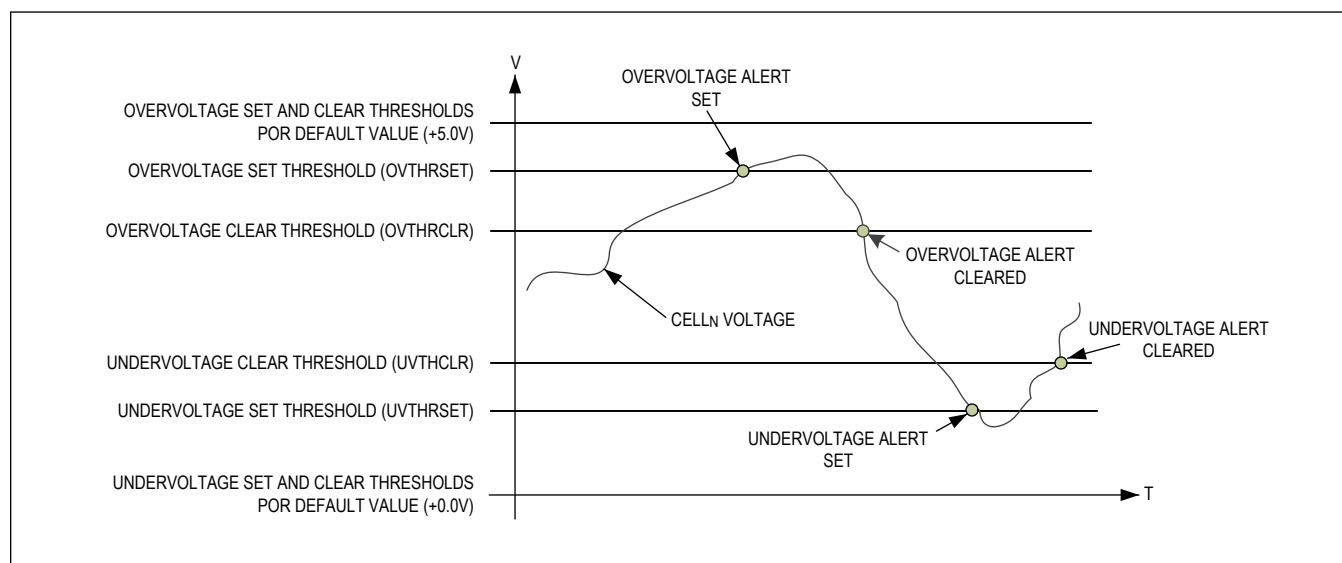 V
OVERVOLTAGE ALERT
SET
OVERVOLTAGE SET AND CLEAR THRESHOLDS
POR DEFAULT VALUE (+5.0V)
OVERVOLTAGE SET THRESHOLD (OVTHRSET)
OVERVOLTAGE CLEAR THRESHOLD (OVTHRCLR)
OVERVOLTAGE ALERT
CLEARED
CELLN VOLTAGE
UNDERVOLTAGE ALERT
CLEARED
UNDERVOLTAGE CLEAR THRESHOLD (UVTHCLR)
UNDERVOLTAGE SET THRESHOLD (UVTHRSET)
UNDERVOLTAGE ALERT
SET
UNDERVOLTAGE SET AND CLEAR THRESHOLDS
POR DEFAULT VALUE (+0.0V)
T